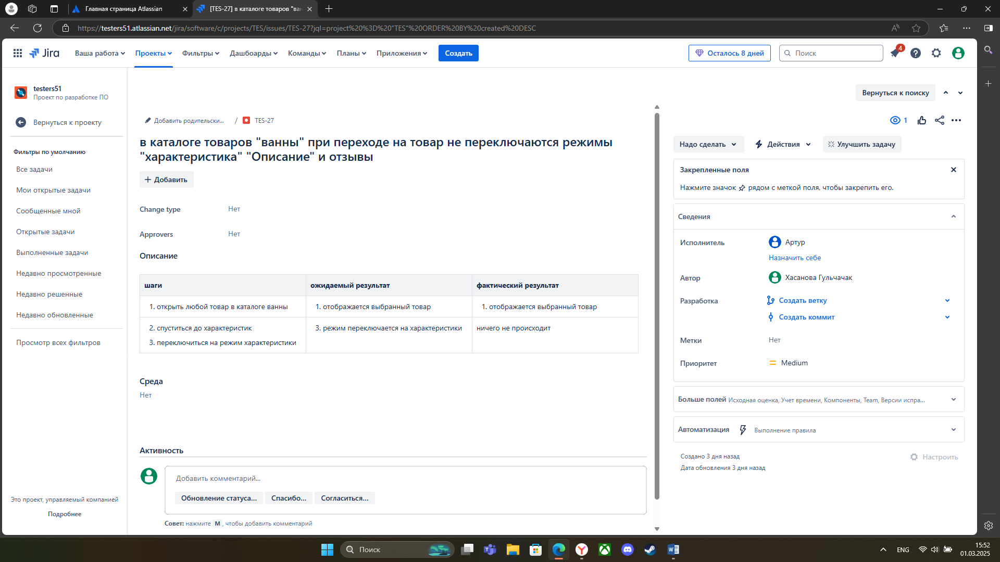 Главная страница Atlassian
[TES-27] в каталоге товаров "ван
https://testers51.atlassian.net/jira/software/c/projects/TES/issues/TES-27?jql=project%20%3D%20"TES"%20ORDER%20BY%20created%20DESC
Jira
Ваша работа
Проекты
Фильтры
Дашбоарды
Команды
Планы
Приложения
Создать
Осталось 8 дней
Поиск
4
testers51
Проект по разработке ПО
Вернуться к проекту
Фильтры по умолчанию
Все задачи
Мои открытые задачи
Сообщенные мной
Открытые задачи
Выполненные задачи
Недавно просмотренные
Недавно решенные
Недавно обновленные
Просмотр всех фильтров
Это проект, управляемый компанией
Подробнее
Вернуться к поиску
Добавить родительски... / TES-27
в каталоге товаров "ванны" при переходе на товар не переключаются режимы
"характеристика" "Описание" и отзывы
Добавить
Change type Нет
Approvers Нет
Описание
шаги ожидаемый результат фактический результат
1. открыть любой товар в каталоге ванны 1. отображается выбранный товар 1. отображается выбранный товар
2. спуститься до характеристик 3. режим переключается на характеристики ничего не происходит
3. переключиться на режим характеристики
Среда
Нет
Активность
Добавить комментарий...
Обновление статуса... Спасибо... Согласиться...
Совет: нажмите M, чтобы добавить комментарий
1
Надо сделать Действия Улучшить задачу
Закрепленные поля
Нажмите значок рядом с меткой поля, чтобы закрепить его.
Сведения
Исполнитель Артур
Назначить себе
Автор Хасанова Гульчачак
Разработка Создать ветку
Создать коммит
Метки Нет
Приоритет Medium
Больше полей Исходная оценка, Учет времени, Компоненты, Team, Версии испра...
Автоматизация Выполнение правила
Создано 3 дня назад Настроить
Дата обновления 3 дня назад
Поиск
ENG
15:52
01.03.2025